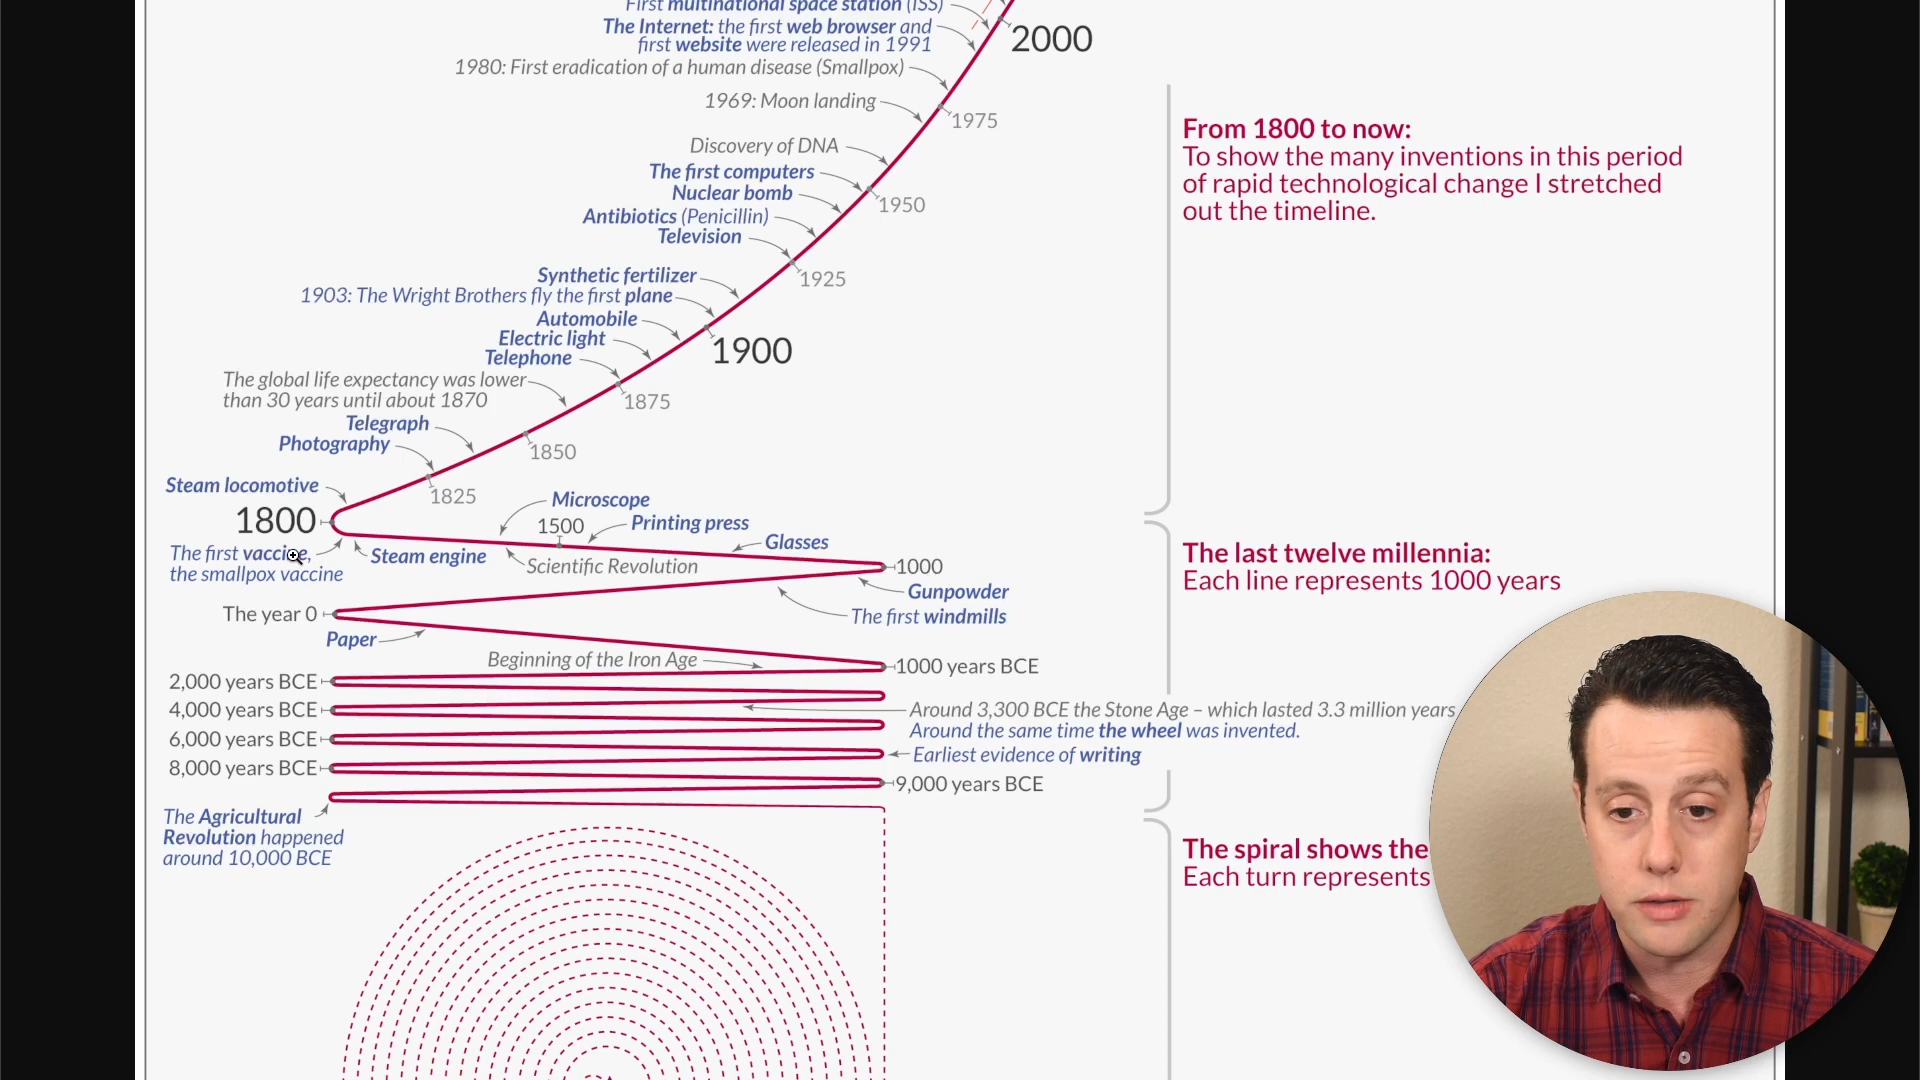 First multinational space station (ISS)
The Internet: the first web browser and
first website were released in 1991
2000
1980: First eradication of a human disease (Smallpox)
1969: Moon landing
1975
From 1800 to now:
To show the many inventions in this period
of rapid technological change I stretched
out the timeline.
Discovery of DNA
The first computers
Nuclear bomb
1950
Antibiotics (Penicillin)
Television
Synthetic fertilizer
1925
1903: The Wright Brothers fly the first plane
Automobile
Electric light
1900
Telephone
The global life expectancy was lower
than 30 years until about 1870
1875
Telegraph
Photography
1850
Steam locomotive
1825
1800
Microscope
1500
Printing press
Glasses
The first vaccine,
the smallpox vaccine
Steam engine
Scientific Revolution
1000
The last twelve millennia:
Each line represents 1000 years
Gunpowder
The first windmills
The year 0
Paper
Beginning of the Iron Age
1000 years BCE
2,000 years BCE
4,000 years BCE
Around 3,300 BCE the Stone Age – which lasted 3.3 million years
Around the same time the wheel was invented.
6,000 years BCE
Earliest evidence of writing
8,000 years BCE
9,000 years BCE
The Agricultural
Revolution happened
around 10,000 BCE
The spiral shows the
Each turn represents